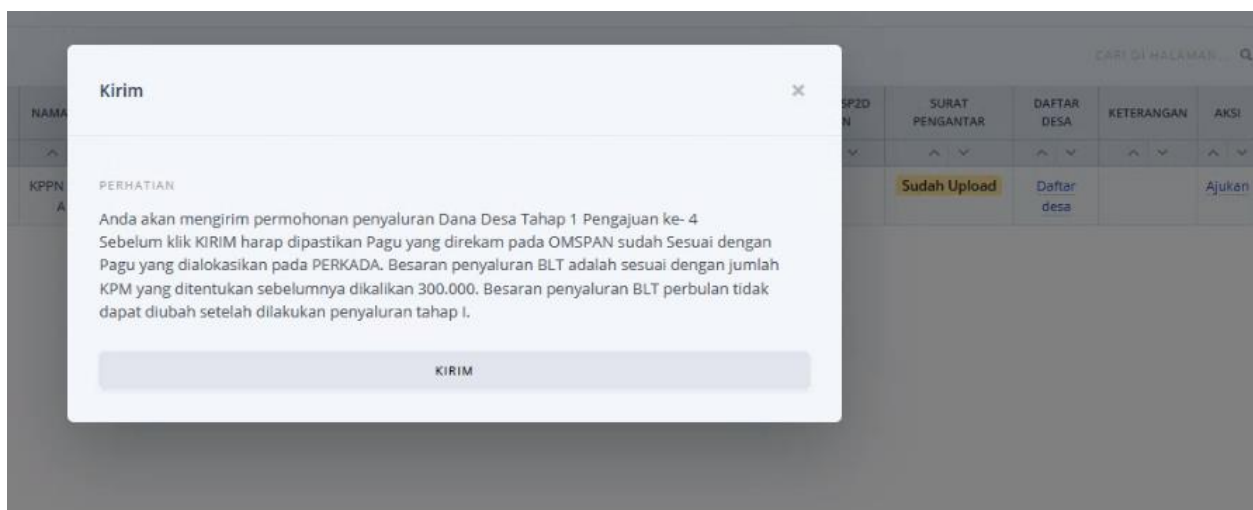 CARI DI HALAMAN...
Kirim
NAMA
SP2D
SURAT
PENGANTAR
DAFTAR
DESA
KETERANGAN
AKSI
N
KPPN
A
Sudah Upload
Daftar
desa
Ajukan
PERHATIAN
Anda akan mengirim permohonan penyaluran Dana Desa Tahap 1 Pengajuan ke- 4
Sebelum klik KIRIM harap dipastikan Pagu yang direkam pada OMSPAN sudah Sesuai dengan
Pagu yang dialokasikan pada PERKADA. Besaran penyaluran BLT adalah sesuai dengan jumlah
KPM yang ditentukan sebelumnya dikalikan 300.000. Besaran penyaluran BLT perbulan tidak
dapat diubah setelah dilakukan penyaluran tahap I.
KIRIM